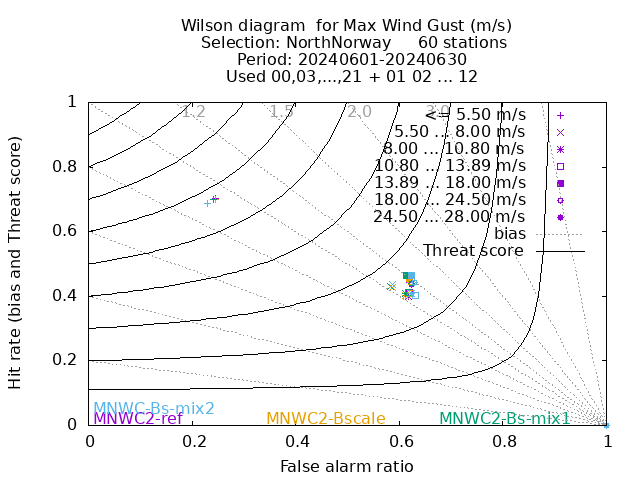 Wilson diagram  for Max Wind Gust (m/s)
Selection: NorthNorway     60 stations
Period: 20240601-20240630
Used 00,03,...,21 + 01 02 ... 12
1.2 1.5 2.0 3.0
<= 5.50 m/s
5.50 ... 8.00 m/s
8.00 ... 10.80 m/s
10.80 ... 13.89 m/s
13.89 ... 18.00 m/s
18.00 ... 24.50 m/s
24.50 ... 28.00 m/s
bias
Threat score
Hit rate (bias and Threat score)
1
0.8
0.6
0.4
0.2
0
MNWC-Bs-mix2
MNWC2-ref MNWC2-Bscale MNWC2-Bs-mix1
0 0.2 0.4 0.6 0.8 1
False alarm ratio